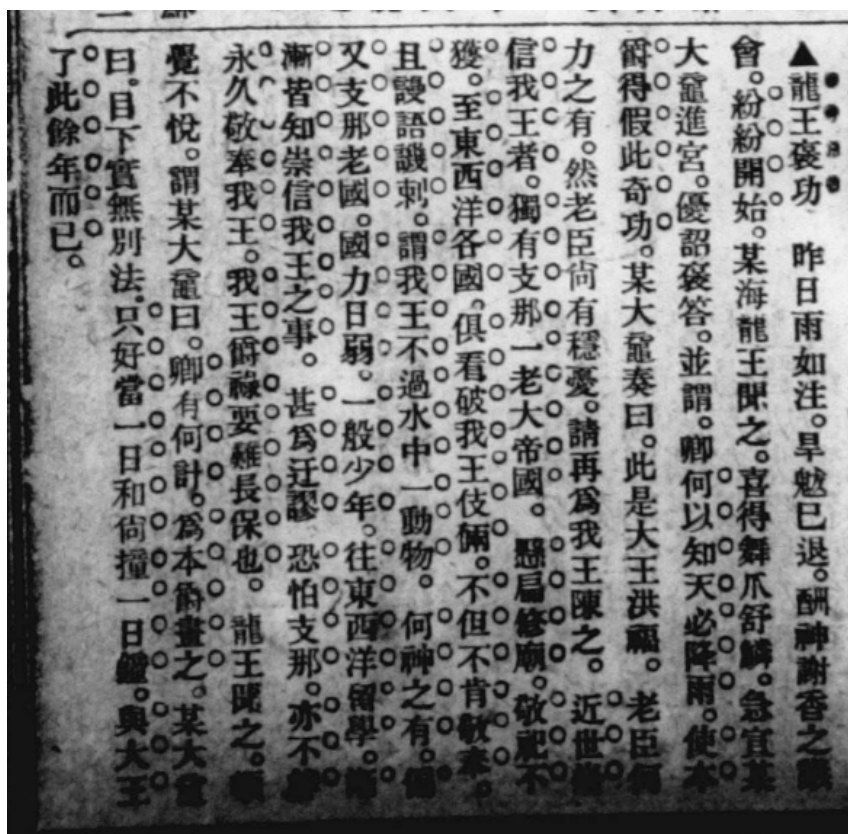 ▲龍王褒功　昨日雨如注。旱魃已退。酬神謝香之
會。紛紛開始。某海龍王聞之。喜得舞爪舒鱗。急宣某
大黿進宮。優詔褒答。並謂。卿何以知天必降雨。使本
爵得假此奇功。某大黿奏曰。此是大王洪福。老臣何
力之有。然老臣尙有穩憂。請再爲我王陳之。近世
信我王者。獨有支那一老大帝國。懸扁修廟。敬祀不
獲。至東西洋各國。俱看破我王伎倆。不但不肯敬奉。
且謾語譏刺。謂我王不過水中一動物。何神之有。
又支那老國。國力日弱。一般少年。往東西洋留學。
漸皆知崇信我王之事。甚爲迂謬　恐怕支那。亦不
永久敬奉我王。我王爵祿要難長保也。龍王聞之。
覺不悅。謂某大黿曰。卿有何計。爲本爵畫之。某大黿
曰。目下實無別法。只好當一日和尙撞一日鐘。與大王
了此餘年而已。